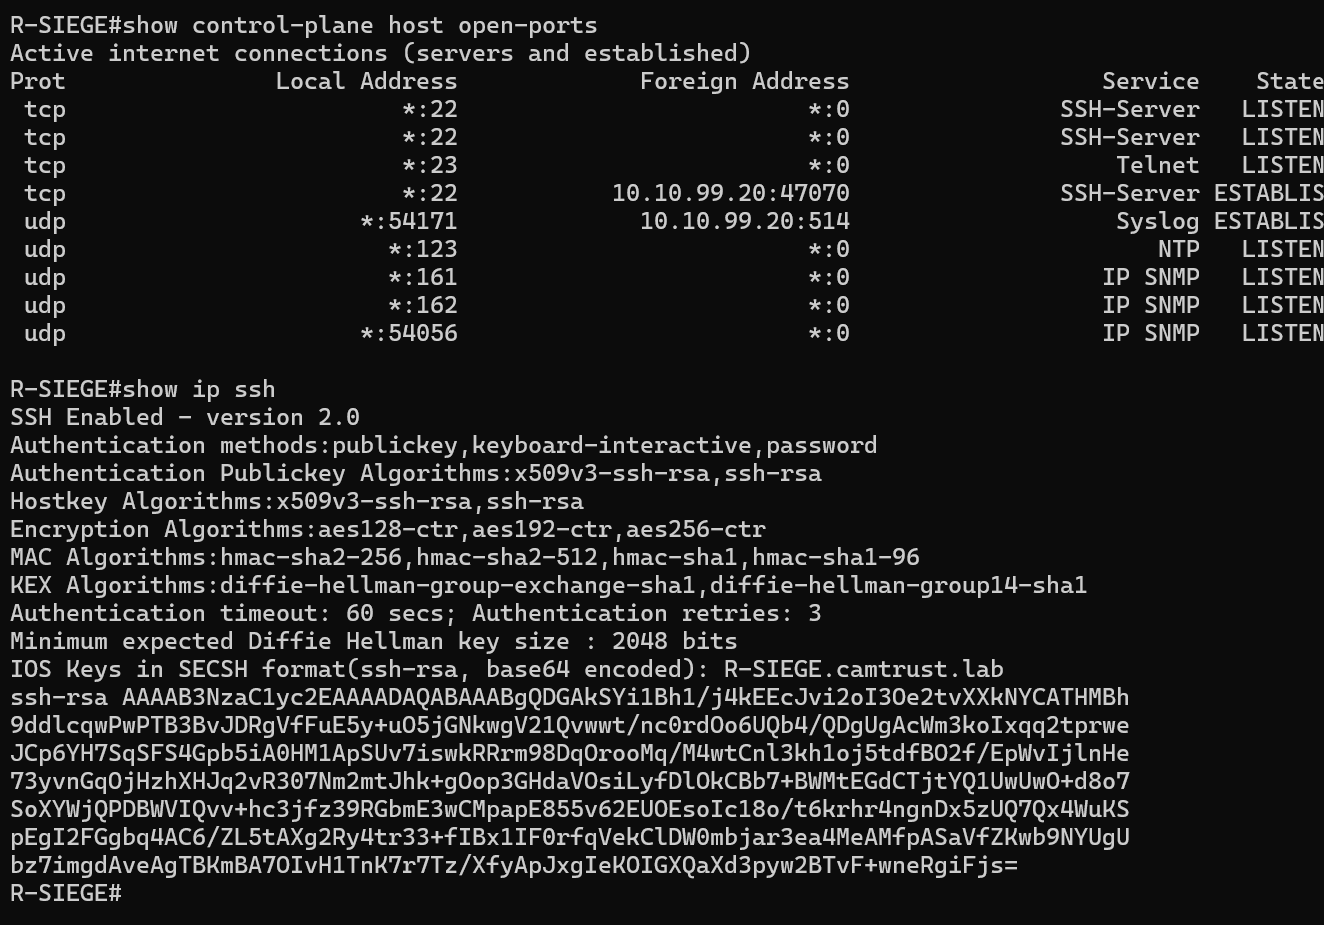 R-SIEGE#show control-plane host open-ports
Active internet connections (servers and established)
Prot               Local Address             Foreign Address                  Service    State
 tcp                        *:22                         *:0               SSH-Server   LISTEN
 tcp                        *:22                         *:0               SSH-Server   LISTEN
 tcp                        *:23                         *:0                   Telnet   LISTEN
 tcp                        *:22           10.10.99.20:47070               SSH-Server ESTABLIS
 udp                     *:54171             10.10.99.20:514                   Syslog ESTABLIS
 udp                       *:123                         *:0                      NTP   LISTEN
 udp                       *:161                         *:0                  IP SNMP   LISTEN
 udp                       *:162                         *:0                  IP SNMP   LISTEN
 udp                     *:54056                         *:0                  IP SNMP   LISTEN

R-SIEGE#show ip ssh
SSH Enabled - version 2.0
Authentication methods:publickey,keyboard-interactive,password
Authentication Publickey Algorithms:x509v3-ssh-rsa,ssh-rsa
Hostkey Algorithms:x509v3-ssh-rsa,ssh-rsa
Encryption Algorithms:aes128-ctr,aes192-ctr,aes256-ctr
MAC Algorithms:hmac-sha2-256,hmac-sha2-512,hmac-sha1,hmac-sha1-96
KEX Algorithms:diffie-hellman-group-exchange-sha1,diffie-hellman-group14-sha1
Authentication timeout: 60 secs; Authentication retries: 3
Minimum expected Diffie Hellman key size : 2048 bits
IOS Keys in SECSH format(ssh-rsa, base64 encoded): R-SIEGE.camtrust.lab
ssh-rsa AAAAB3NzaC1yc2EAAAADAQABAAABgQDGAkSYi1Bh1/j4kEEcJvi2oI3Oe2tvXXkNYCATHMBh
9ddlcqwPwPTB3BvJDRgVfFuE5y+uO5jGNkwgV21Qvwwt/nc0rdOo6UQb4/QDgUgAcWm3koIxqq2tprwe
JCp6YH7SqSFS4Gpb5iA0HM1ApSUv7iswkRRrm98DqOrooMq/M4wtCnl3kh1oj5tdfBO2f/EpWvIjlnHe
73yvnGqOjHzhXHJq2vR307Nm2mtJhk+gOop3GHdaVOsiLyfDlOkCBb7+BWMtEGdCTjtYQ1UwUwO+d8o7
SoXYWjQPDBWVIQvv+hc3jfz39RGbmE3wCMpapE855v62EUOEsoIc18o/t6krhr4ngnDx5zUQ7Qx4WuKS
pEgI2FGgbq4AC6/ZL5tAXg2Ry4tr33+fIBx1IF0rfqVekClDW0mbjar3ea4MeAMfpASaVfZKwb9NYUgU
bz7imgdAveAgTBKmBA7OIvH1TnK7r7Tz/XfyApJxgIeKOIGXQaXd3pyw2BTvF+wneRgiFjs=
R-SIEGE#